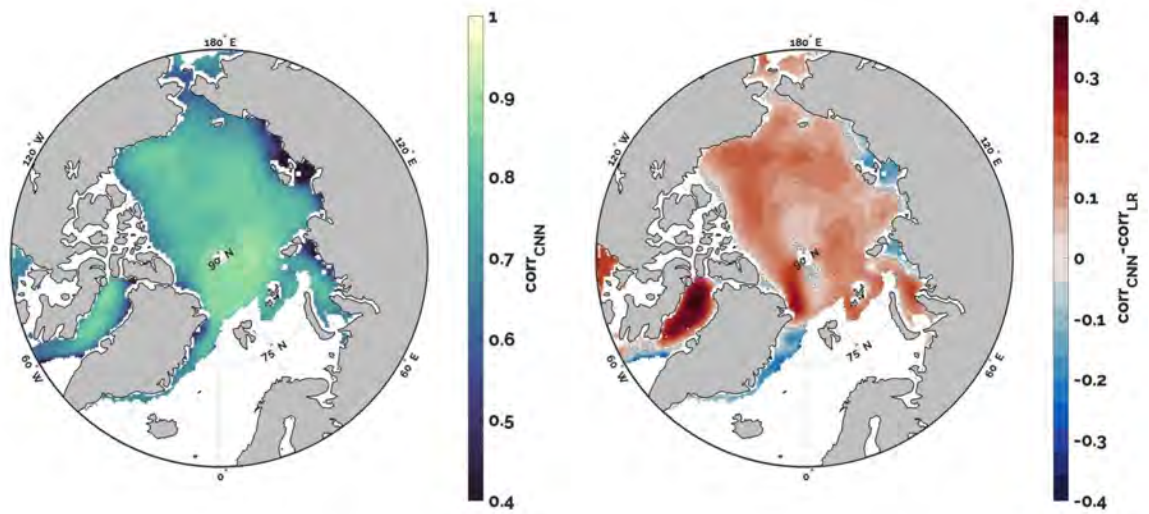 180° E
120° W
120° E
90° N
75° N
60° W
60° E
0°
1
0.9
0.8
0.7
0.6
0.5
0.4
corr_CNN
180° E
120° W
120° E
90° N
75° N
60° W
60° E
0°
0.4
0.3
0.2
0.1
0
-0.1
-0.2
-0.3
-0.4
corr_CNN-corr_LR